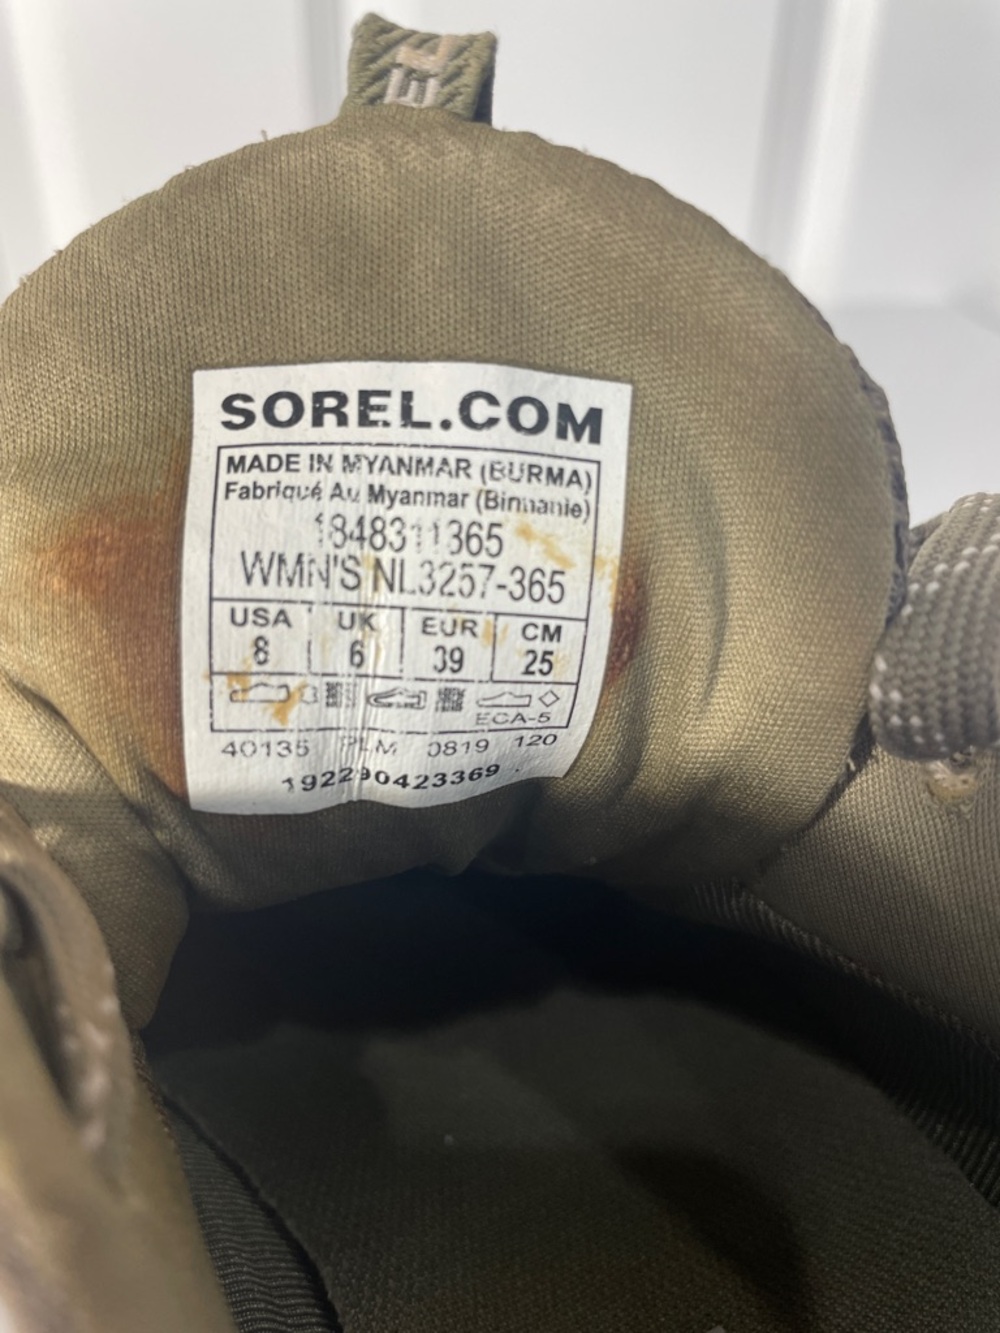 SOREL.COM
MADE IN MYANMAR (BURMA)
Fabriqué Au Myanmar (Birmanie)
1848311365
WMN'S NL3257-365
USA UK EUR CM
8 6 39 25
ECA-5
40135 PLM 0819 120
192290423369